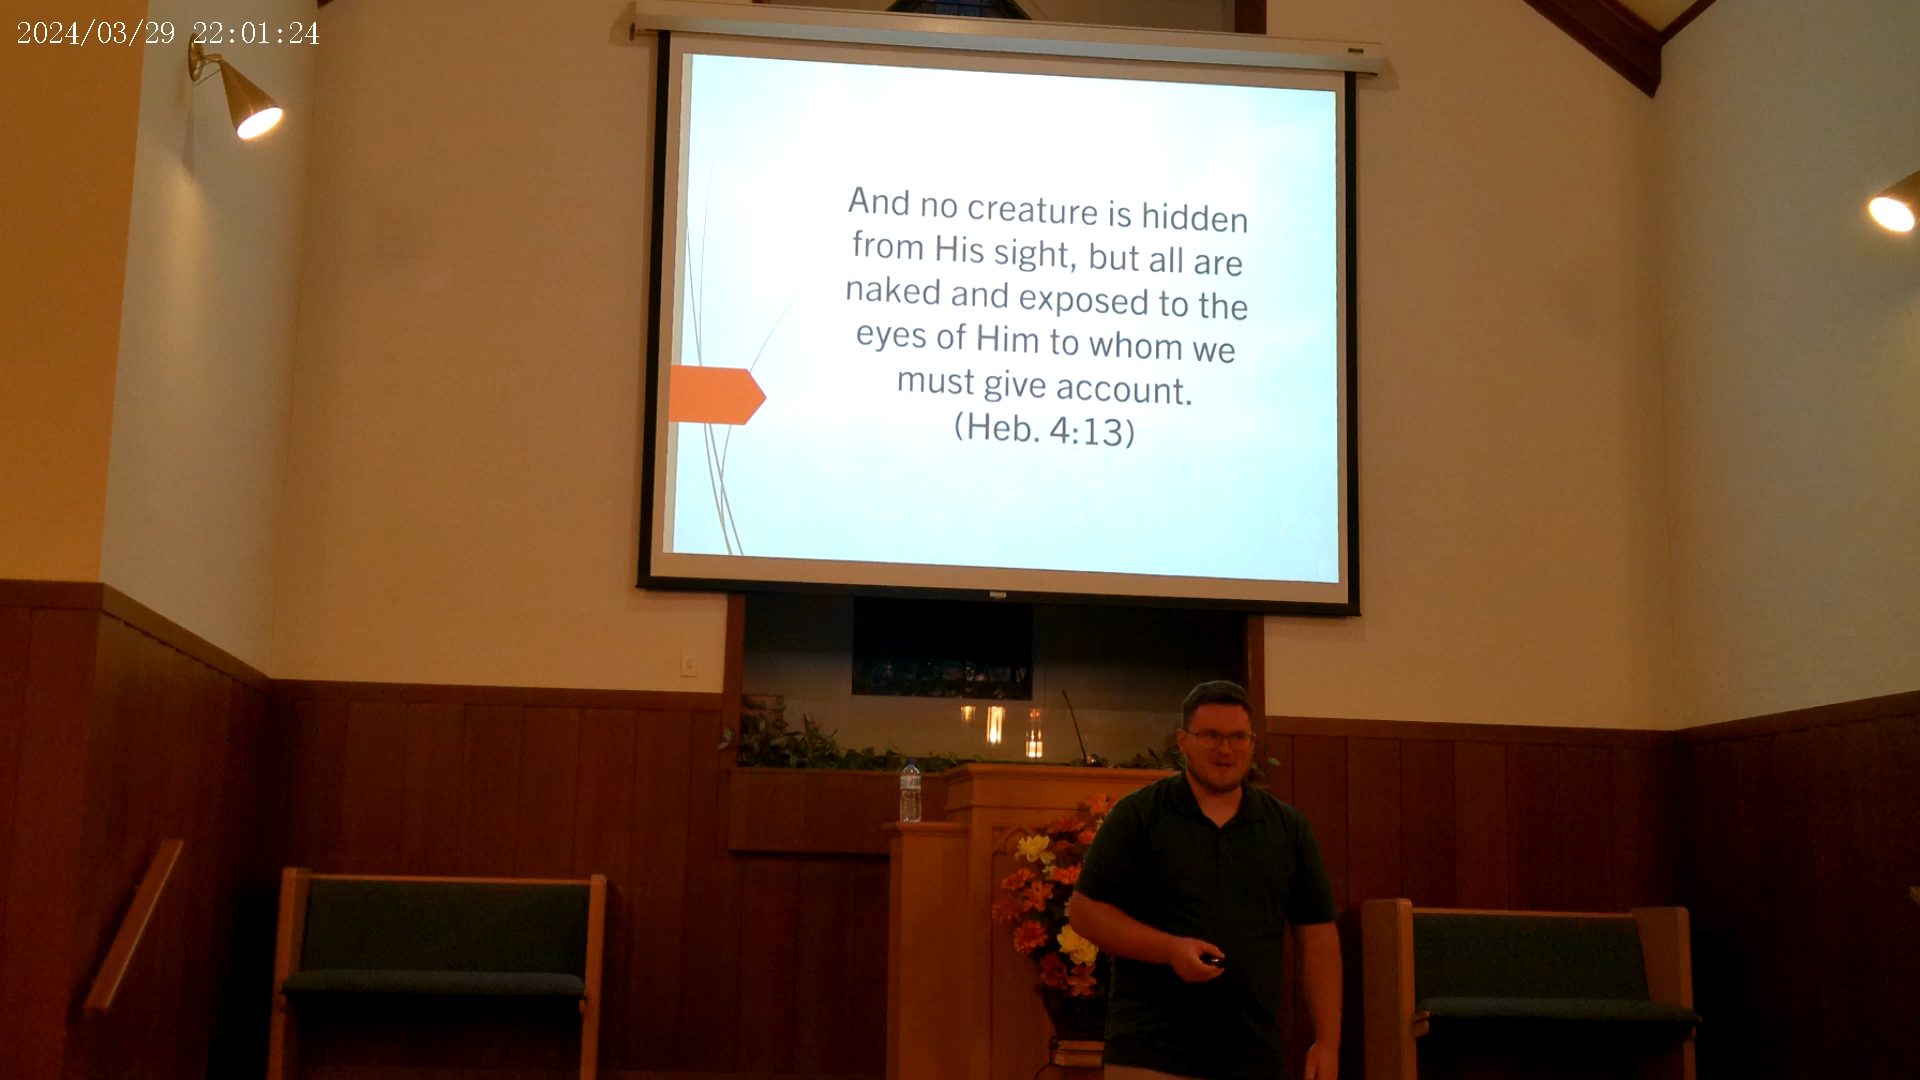 2024/03/29 22:01:24
And no creature is hidden
from His sight, but all are
naked and exposed to the
eyes of Him to whom we
must give account.
(Heb. 4:13)